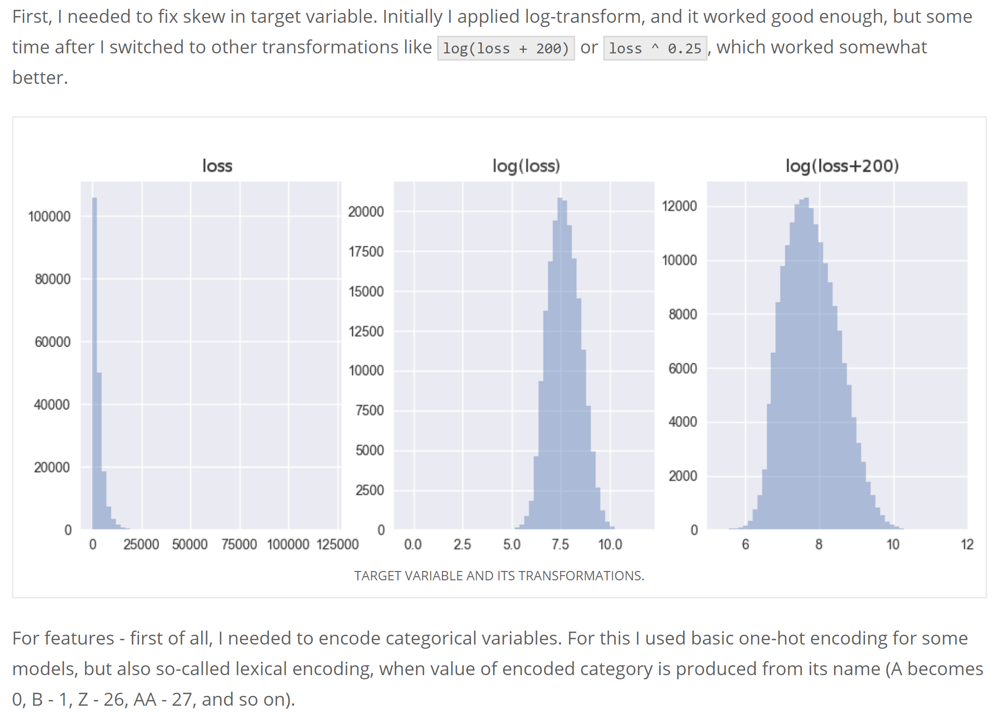 First, I needed to fix skew in target variable. Initially I applied log-transform, and it worked good enough, but some
time after I switched to other transformations like log(loss + 200) or loss ^ 0.25, which worked somewhat
better.
loss
log(loss)
log(loss+200)
100000
80000
60000
40000
20000
0
0 25000 50000 75000 100000 125000
20000
17500
15000
12500
10000
7500
5000
2500
0
0.0 2.5 5.0 7.5 10.0
12000
10000
8000
6000
4000
2000
0
6 8 10 12
TARGET VARIABLE AND ITS TRANSFORMATIONS.
For features - first of all, I needed to encode categorical variables. For this I used basic one-hot encoding for some
models, but also so-called lexical encoding, when value of encoded category is produced from its name (A becomes
0, B - 1, Z - 26, AA - 27, and so on).